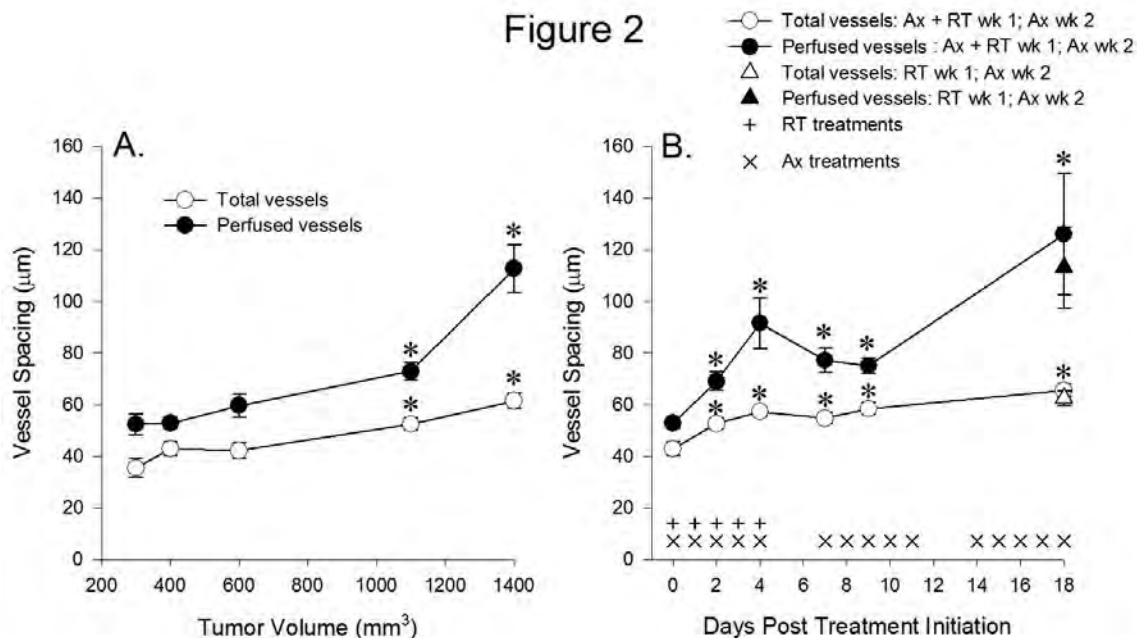 Figure 2
Total vessels: Ax + RT wk 1; Ax wk 2
Perfused vessels : Ax + RT wk 1; Ax wk 2
Total vessels: RT wk 1; Ax wk 2
Perfused vessels: RT wk 1; Ax wk 2
+ RT treatments
× Ax treatments
A.
Total vessels
Perfused vessels
Vessel Spacing (μm)
160
140
120
100
80
60
40
20
0
* *
* *
200 400 600 800 1000 1200 1400
Tumor Volume (mm³)
B.
Vessel Spacing (μm)
160
140
120
100
80
60
40
20
0
* * * * *
* * * * *
+ + + + +
× × × × × × × × × × × × × × ×
0 2 4 6 8 10 12 14 16 18
Days Post Treatment Initiation